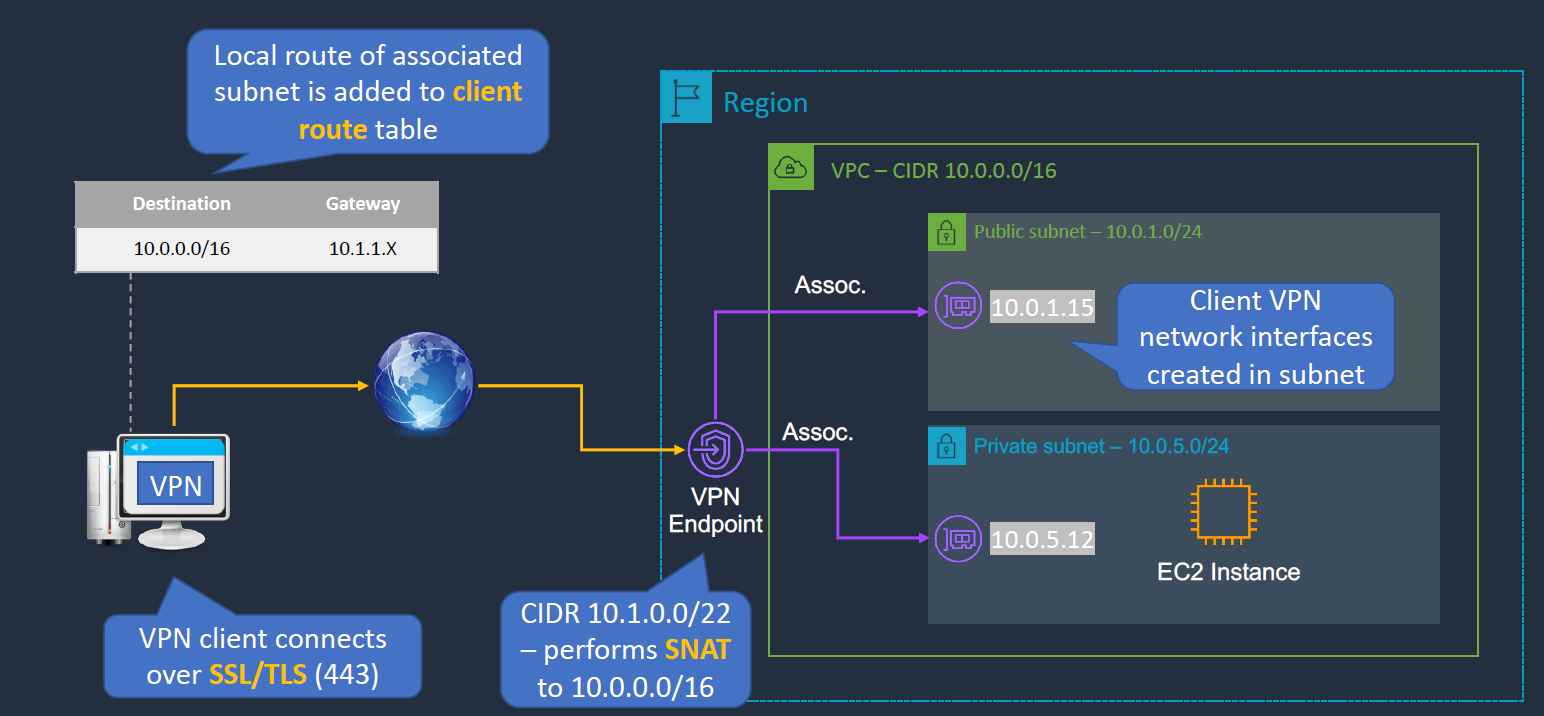 Local route of associated
subnet is added to client
route table
Region
VPC – CIDR 10.0.0.0/16
Destination Gateway
10.0.0.0/16 10.1.1.X
Public subnet – 10.0.1.0/24
Assoc.
10.0.1.15
Client VPN
network interfaces
created in subnet
Assoc.
Private subnet – 10.0.5.0/24
VPN
VPN
Endpoint
10.0.5.12
EC2 Instance
VPN client connects
over SSL/TLS (443)
CIDR 10.1.0.0/22
– performs SNAT
to 10.0.0.0/16